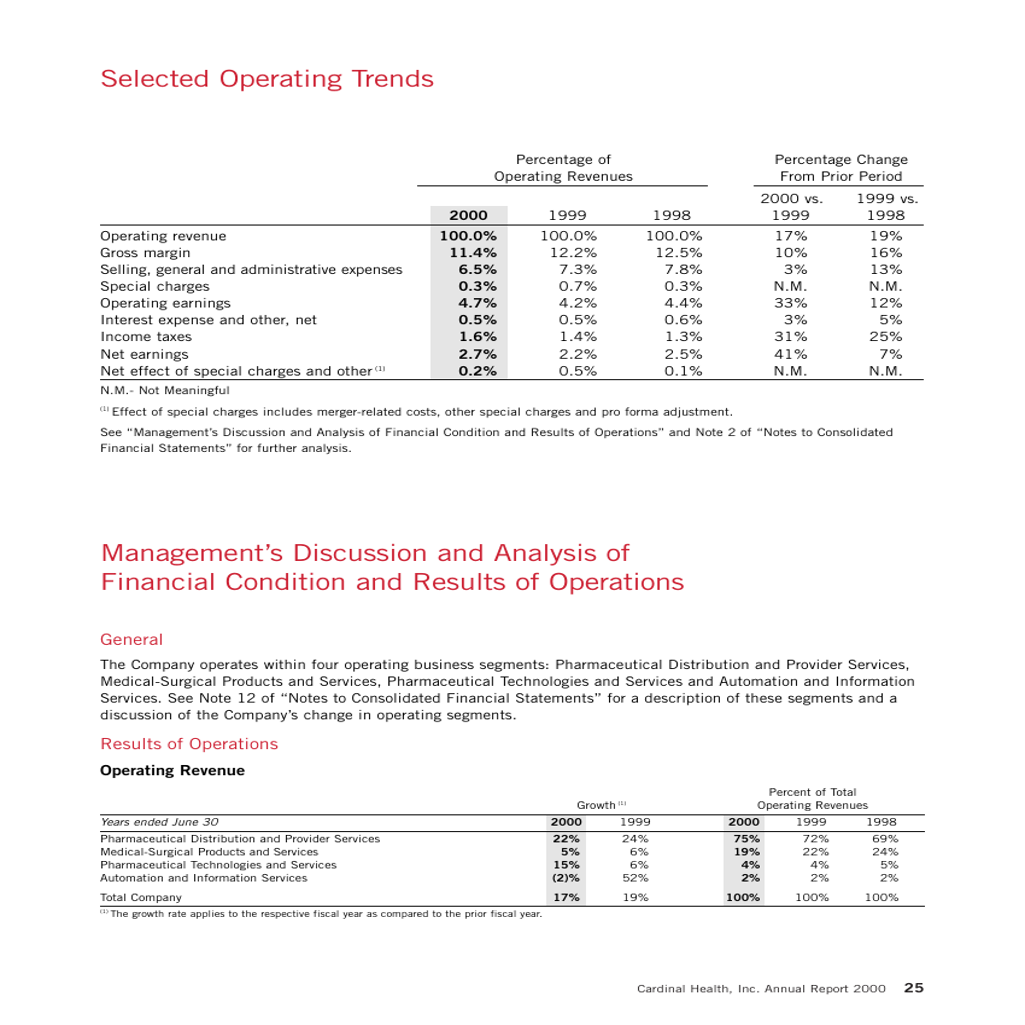 Selected Operating Trends
Percentage of Percentage Change
Operating Revenues From Prior Period
2000 vs. 1999 vs.
2000 1999 1998 1999 1998
Operating revenue 100.0% 100.0% 100.0% 17% 19%
Gross margin 11.4% 12.2% 12.5% 10% 16%
Selling, general and administrative expenses 6.5% 7.3% 7.8% 3% 13%
Special charges 0.3% 0.7% 0.3% N.M. N.M.
Operating earnings 4.7% 4.2% 4.4% 33% 12%
Interest expense and other, net 0.5% 0.5% 0.6% 3% 5%
Income taxes 1.6% 1.4% 1.3% 31% 25%
Net earnings 2.7% 2.2% 2.5% 41% 7%
Net effect of special charges and other (1) 0.2% 0.5% 0.1% N.M. N.M.
N.M.- Not Meaningful
(1) Effect of special charges includes merger-related costs, other special charges and pro forma adjustment.
See “Management’s Discussion and Analysis of Financial Condition and Results of Operations” and Note 2 of “Notes to Consolidated
Financial Statements” for further analysis.
Management’s Discussion and Analysis of
Financial Condition and Results of Operations
General
The Company operates within four operating business segments: Pharmaceutical Distribution and Provider Services,
Medical-Surgical Products and Services, Pharmaceutical Technologies and Services and Automation and Information
Services. See Note 12 of “Notes to Consolidated Financial Statements” for a description of these segments and a
discussion of the Company’s change in operating segments.
Results of Operations
Operating Revenue
Percent of Total
Growth (1) Operating Revenues
Years ended June 30 2000 1999 2000 1999 1998
Pharmaceutical Distribution and Provider Services 22% 24% 75% 72% 69%
Medical-Surgical Products and Services 5% 6% 19% 22% 24%
Pharmaceutical Technologies and Services 15% 6% 4% 4% 5%
Automation and Information Services (2)% 52% 2% 2% 2%
Total Company 17% 19% 100% 100% 100%
(1) The growth rate applies to the respective fiscal year as compared to the prior fiscal year.
Cardinal Health, Inc. Annual Report 2000 25